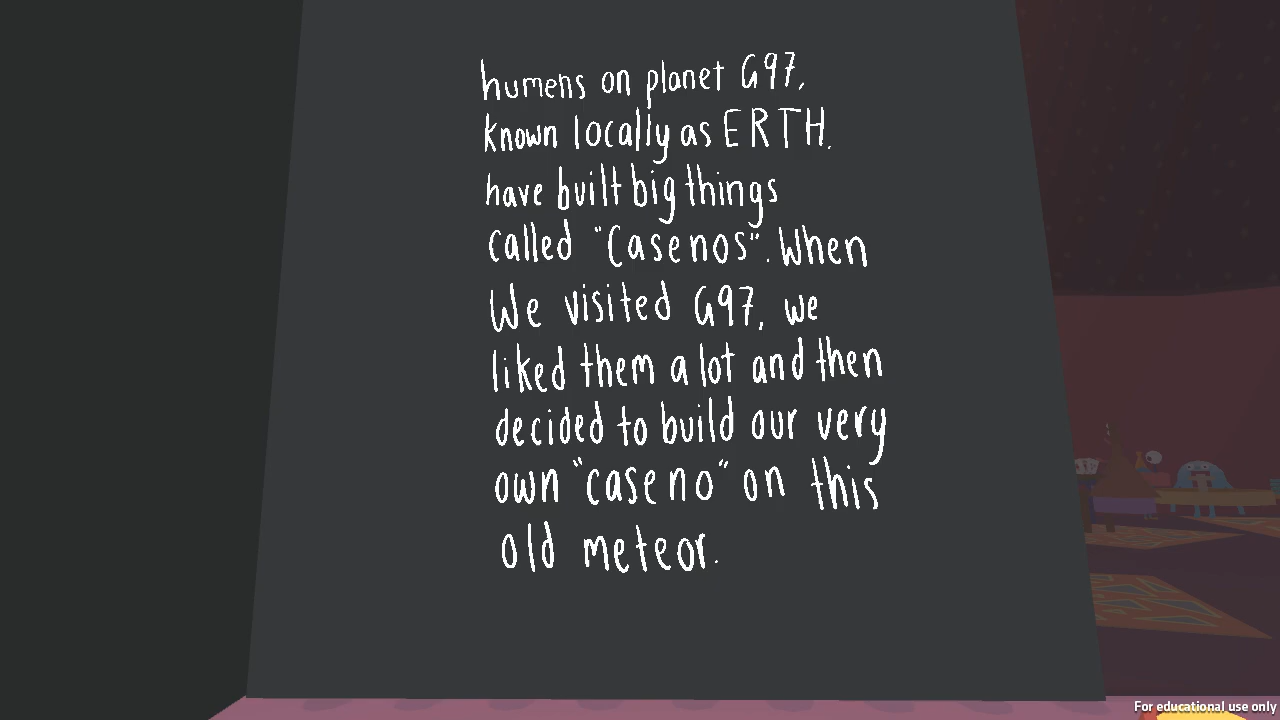 humens on planet G97,
known locally as ERTH.
have built big things
called "Casenos". When
We visited G97, we
liked them a lot and then
decided to build our very
own "caseno" on this
old meteor.
For educational use only